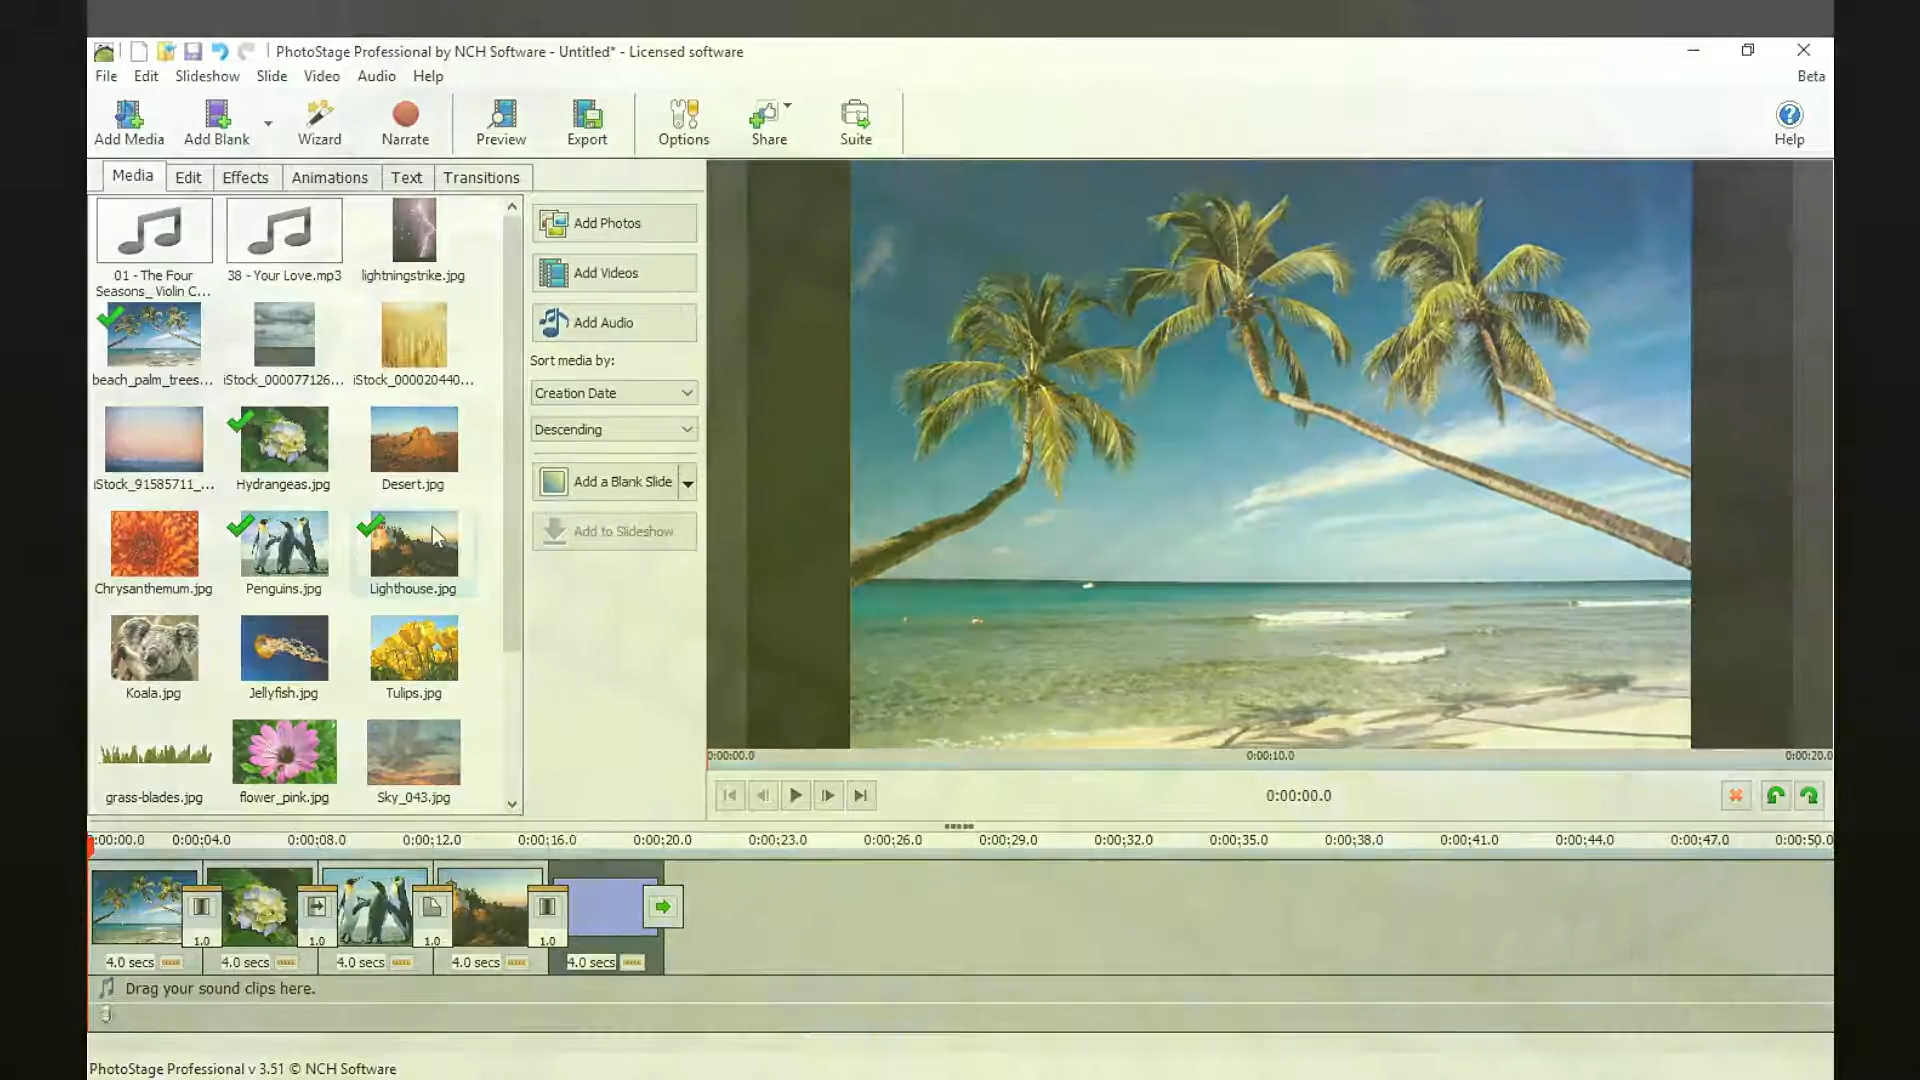 PhotoStage Professional by NCH Software - Untitled* - Licensed software
File Edit Slideshow Slide Video Audio Help
Beta
Add Media Add Blank Wizard Narrate Preview Export Options Share Suite Help
Media Edit Effects Animations Text Transitions
01 - The Four
Seasons_ Violin C...
38 - Your Love.mp3
lightningstrike.jpg
beach_palm_trees...
iStock_000077126...
iStock_000020440...
iStock_91585711_...
Hydrangeas.jpg
Desert.jpg
Chrysanthemum.jpg
Penguins.jpg
Lighthouse.jpg
Koala.jpg
Jellyfish.jpg
Tulips.jpg
grass-blades.jpg
flower_pink.jpg
Sky_043.jpg
Add Photos
Add Videos
Add Audio
Sort media by:
Creation Date
Descending
Add a Blank Slide
Add to Slideshow
0:00:00.0 0:00:10.0 0:00:20.0
0:00:00.0
0:00:00.0 0:00:04.0 0:00:08.0 0:00:12.0 0:00:16.0 0:00:20.0 0:00:23.0 0:00:26.0 0:00:29.0 0:00:32.0 0:00:35.0 0:00:38.0 0:00:41.0 0:00:44.0 0:00:47.0 0:00:50.0
1.0 1.0 1.0 1.0
4.0 secs 4.0 secs 4.0 secs 4.0 secs 4.0 secs
Drag your sound clips here.
PhotoStage Professional v 3.51 © NCH Software